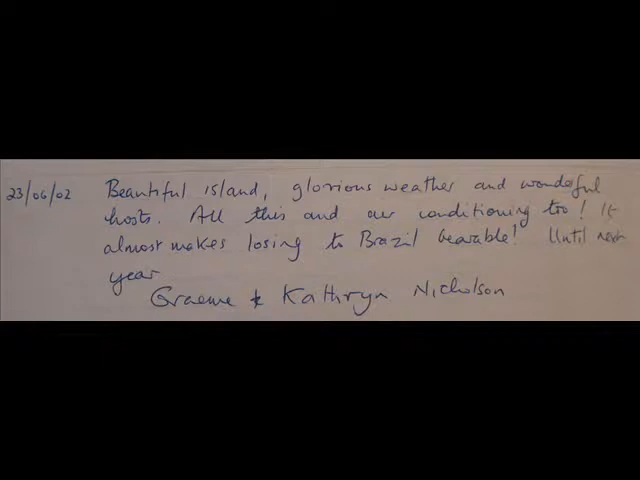 23/06/02 Beautiful island, glorious weather and wonderful
hosts. All this and air conditioning too! It
almost makes losing to Brazil bearable! Until next
year
Graeme & Kathryn Nicholson